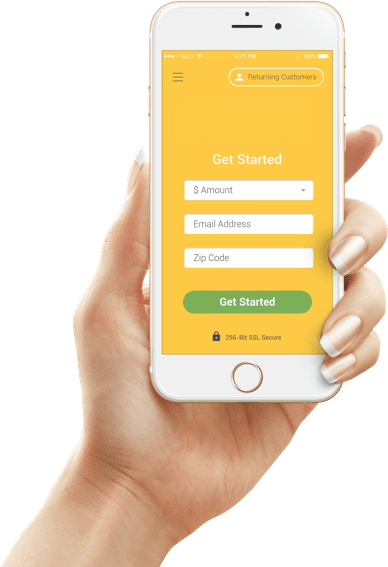 BELL 4:21 PM 100%
Returning Customers
Get Started
$ Amount
Email Address
Zip Code
Get Started
256-Bit SSL Secure